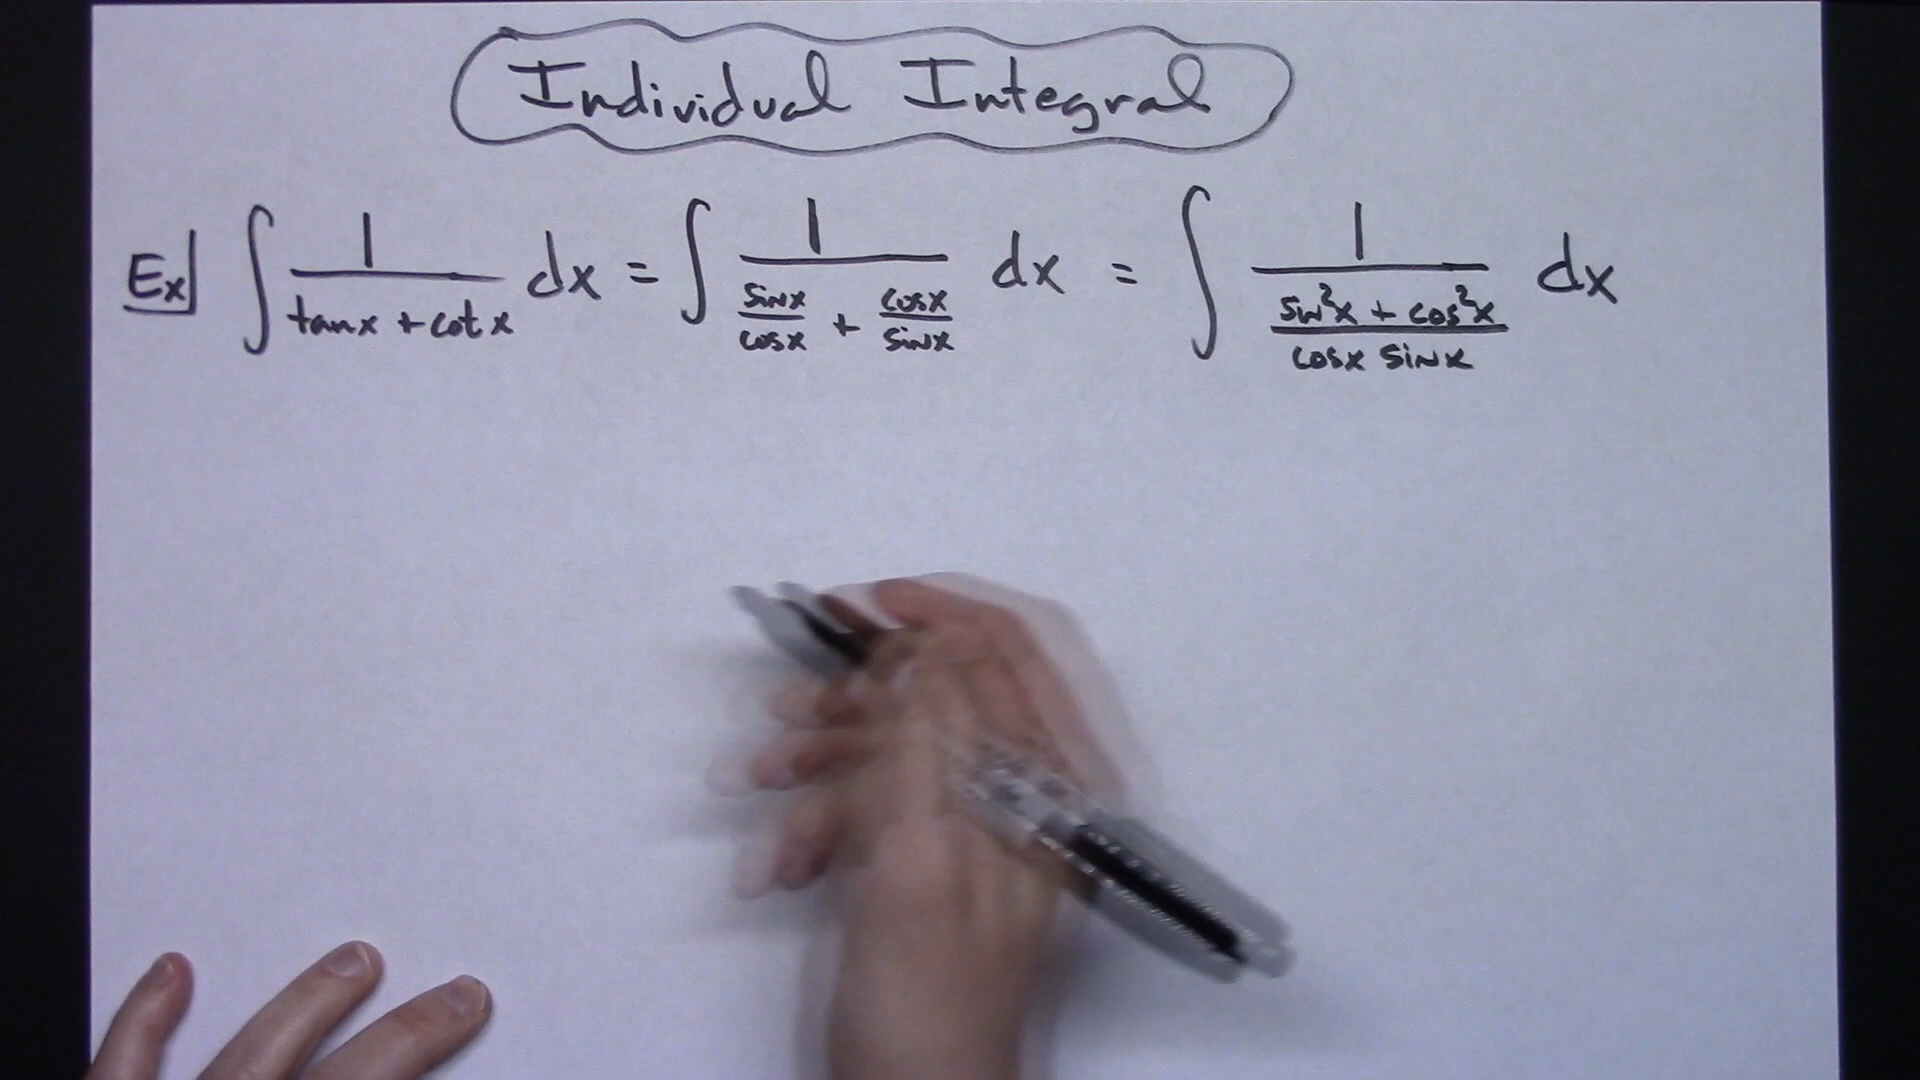 Individual Integral
Ex ∫ 1/(tanx + cotx) dx = ∫ 1/(sinx/cosx + cosx/sinx) dx = ∫ 1/((sin²x + cos²x)/(cosx sinx)) dx